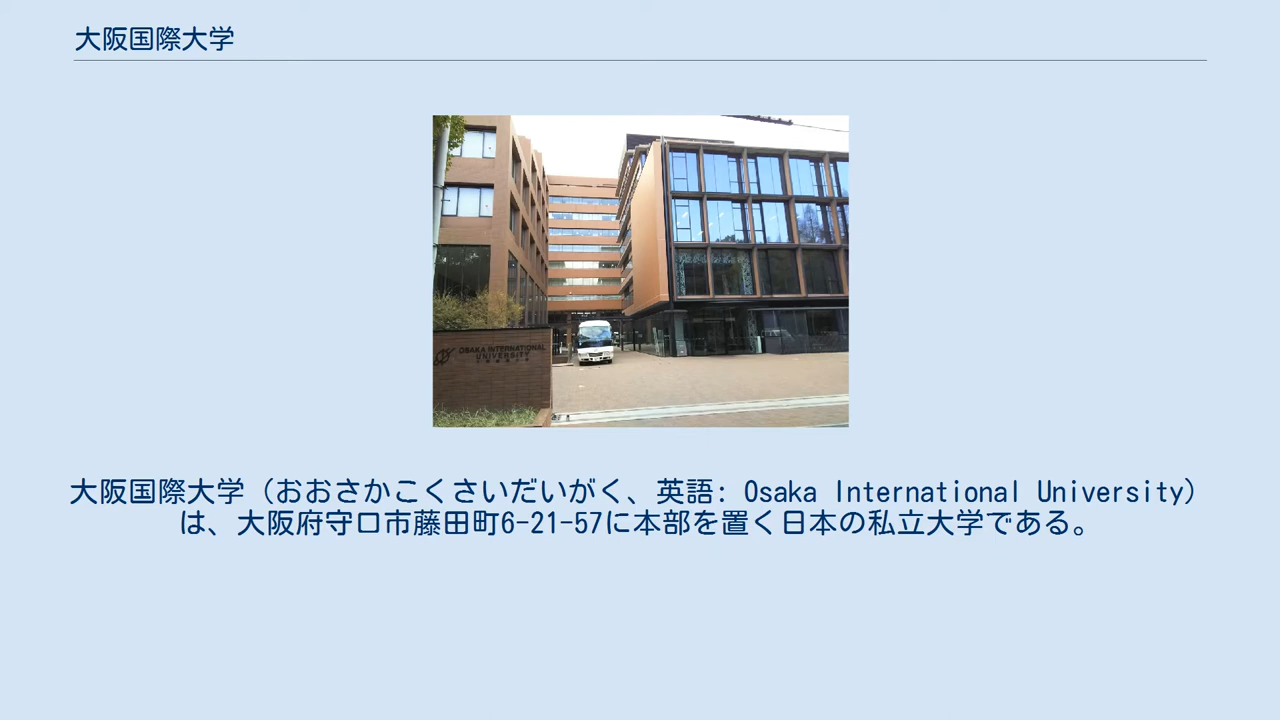 大阪国際大学
OSAKA INTERNATIONAL
UNIVERSITY
大阪国際大学（おおさかこくさいだいがく、英語: Osaka International University）
は、大阪府守口市藤田町6-21-57に本部を置く日本の私立大学である。